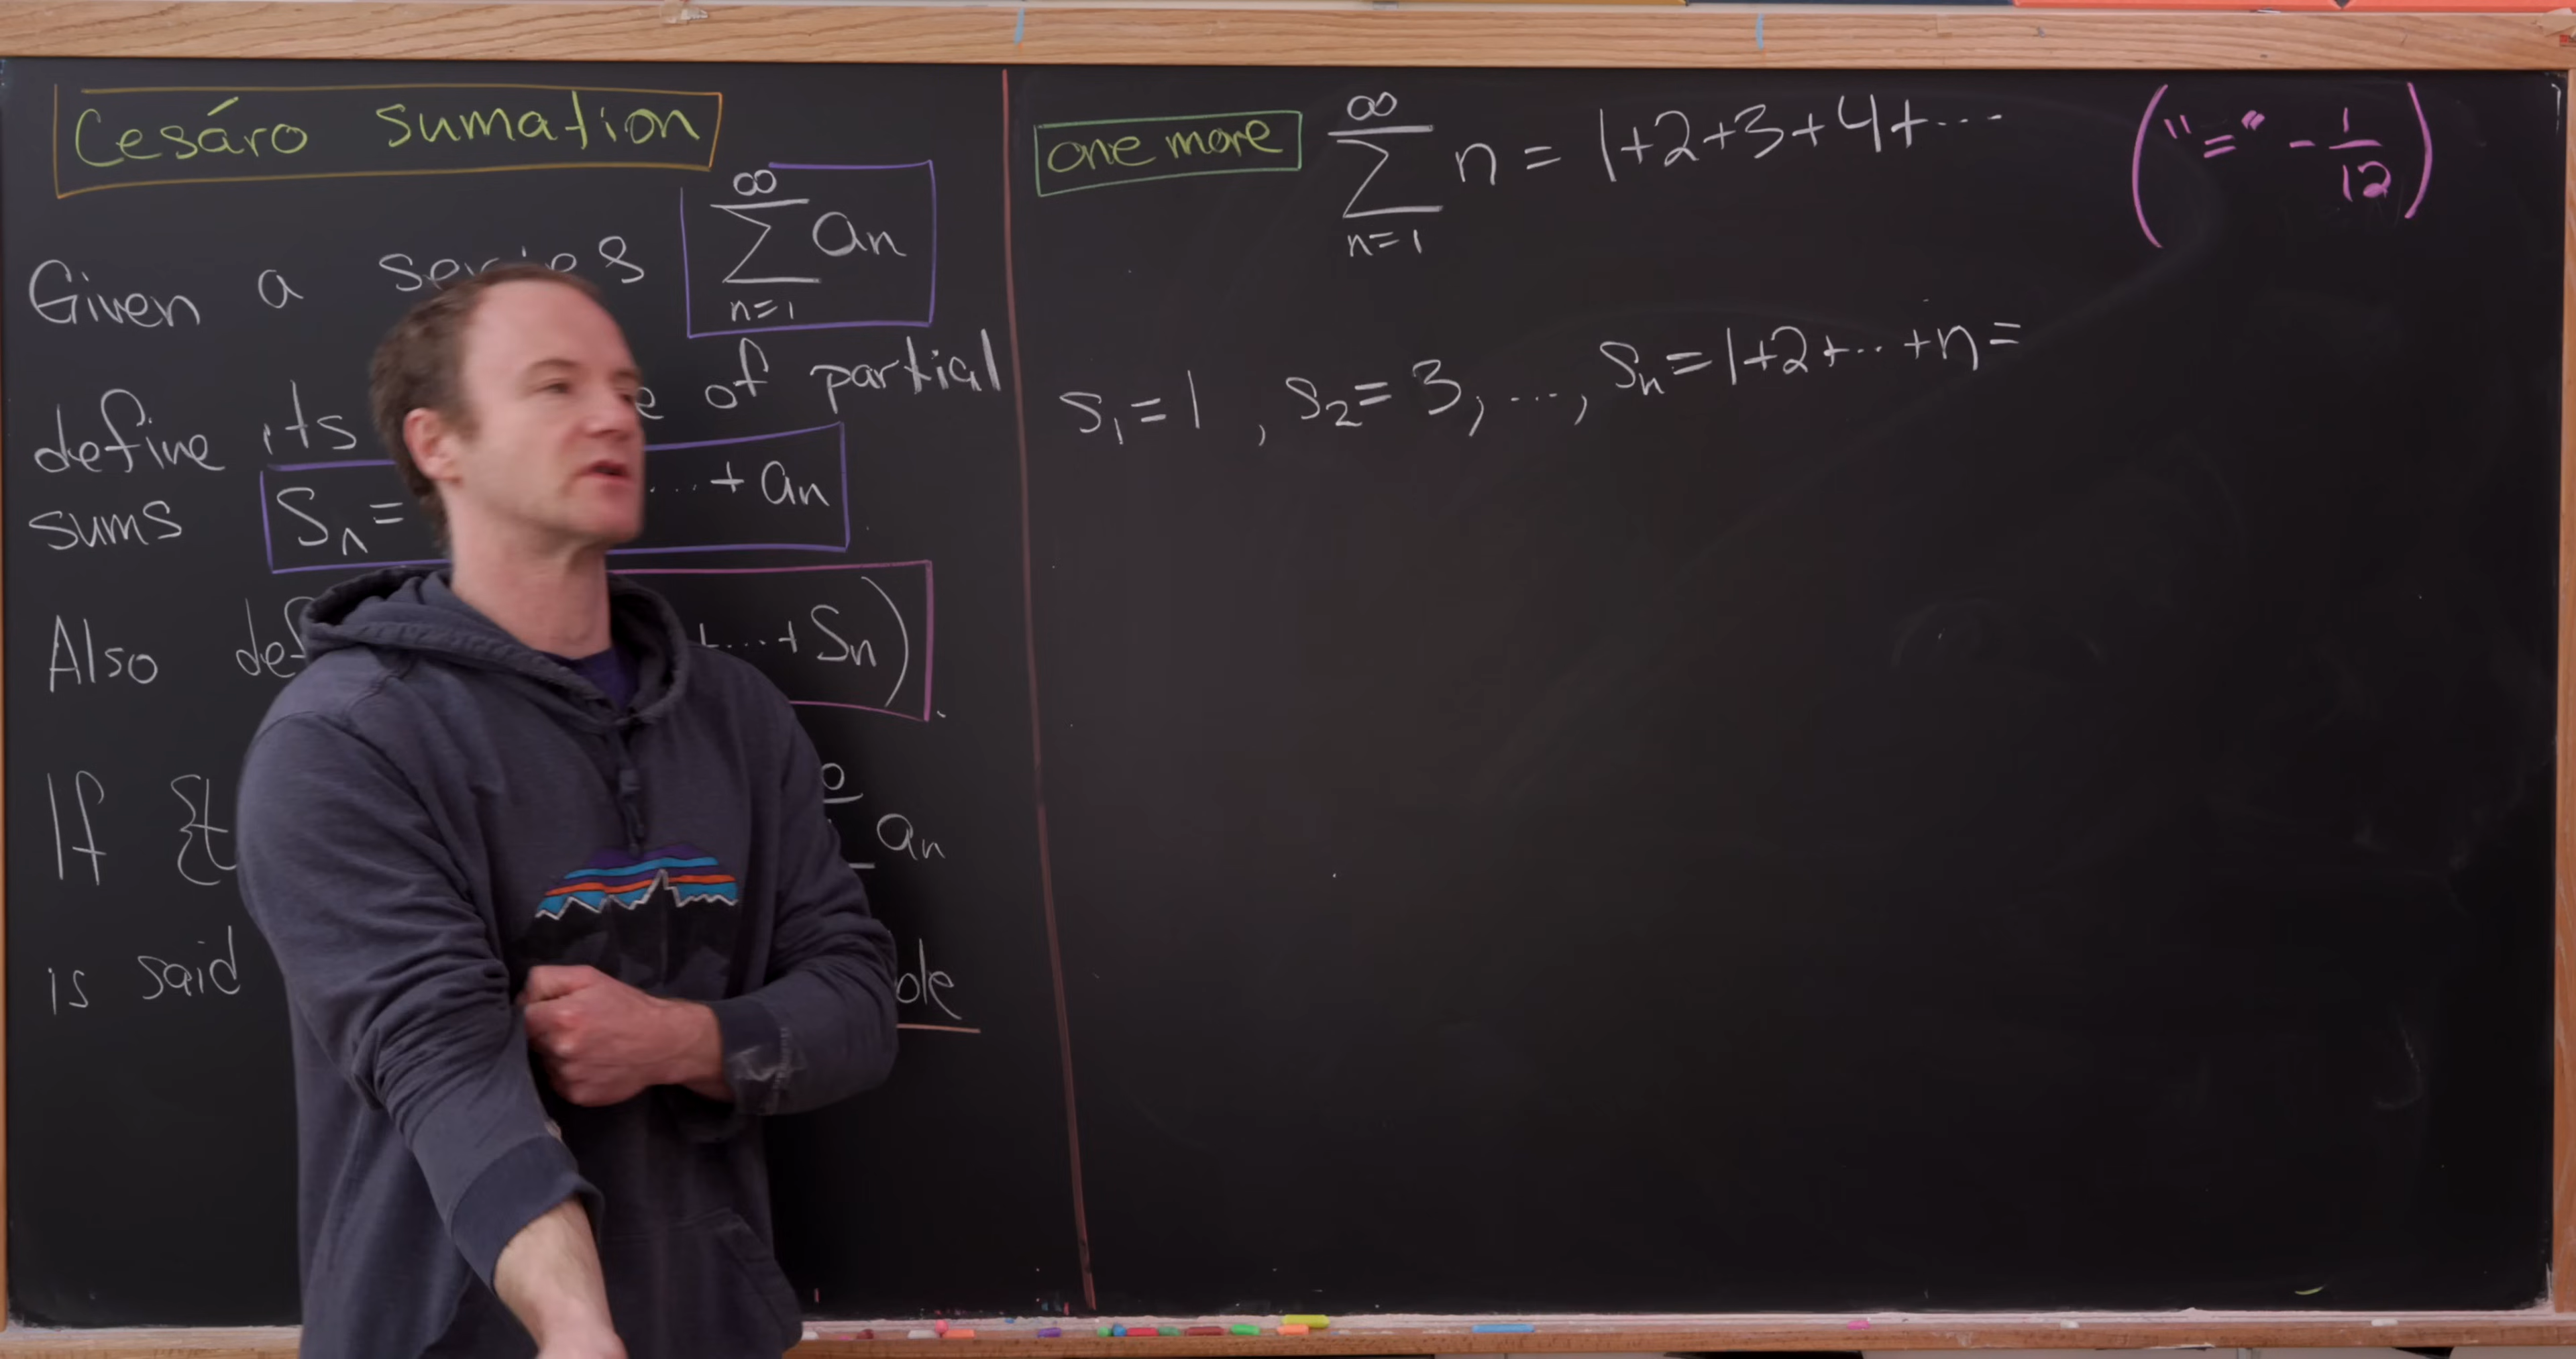 Cesáro sumation
Given a series ∑_{n=1}^{∞} an
define its of partial
sums Sn = ...+ an
Also ...+ Sn)
If {t an
is said
one more ∑_{n=1}^{∞} n = 1+2+3+4+... ("=" -1/12)
S1=1 , S2=3, ..., Sn=1+2+...+n=